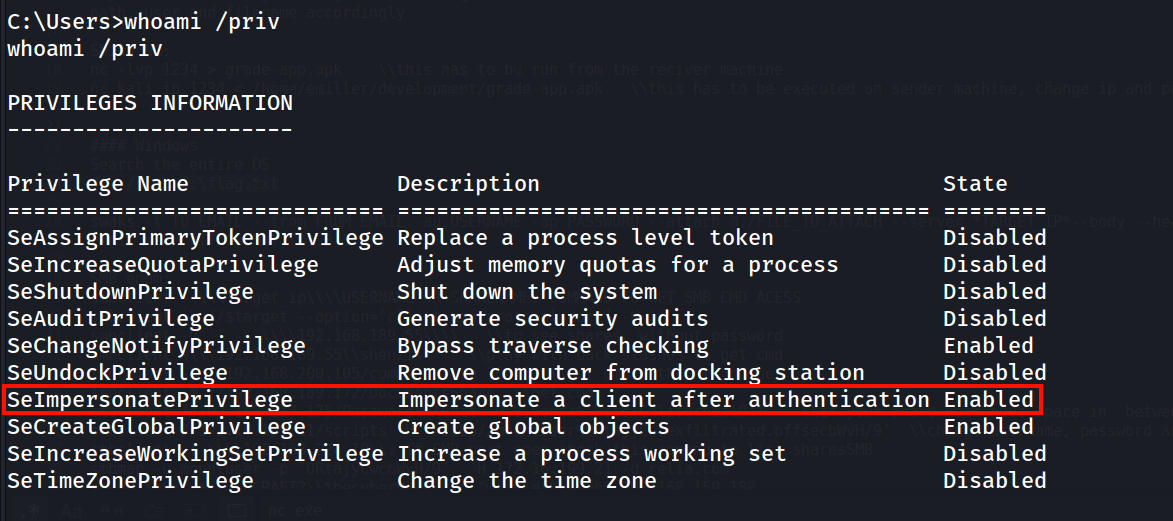 C:\Users>whoami /priv
whoami /priv
PRIVILEGES INFORMATION
----------------------
Privilege Name                Description                               State
============================= ========================================= ========
SeAssignPrimaryTokenPrivilege Replace a process level token             Disabled
SeIncreaseQuotaPrivilege      Adjust memory quotas for a process        Disabled
SeShutdownPrivilege           Shut down the system                      Disabled
SeAuditPrivilege              Generate security audits                  Disabled
SeChangeNotifyPrivilege       Bypass traverse checking                  Enabled
SeUndockPrivilege             Remove computer from docking station      Disabled
SeImpersonatePrivilege        Impersonate a client after authentication Enabled
SeCreateGlobalPrivilege       Create global objects                     Enabled
SeIncreaseWorkingSetPrivilege Increase a process working set            Disabled
SeTimeZonePrivilege           Change the time zone                      Disabled